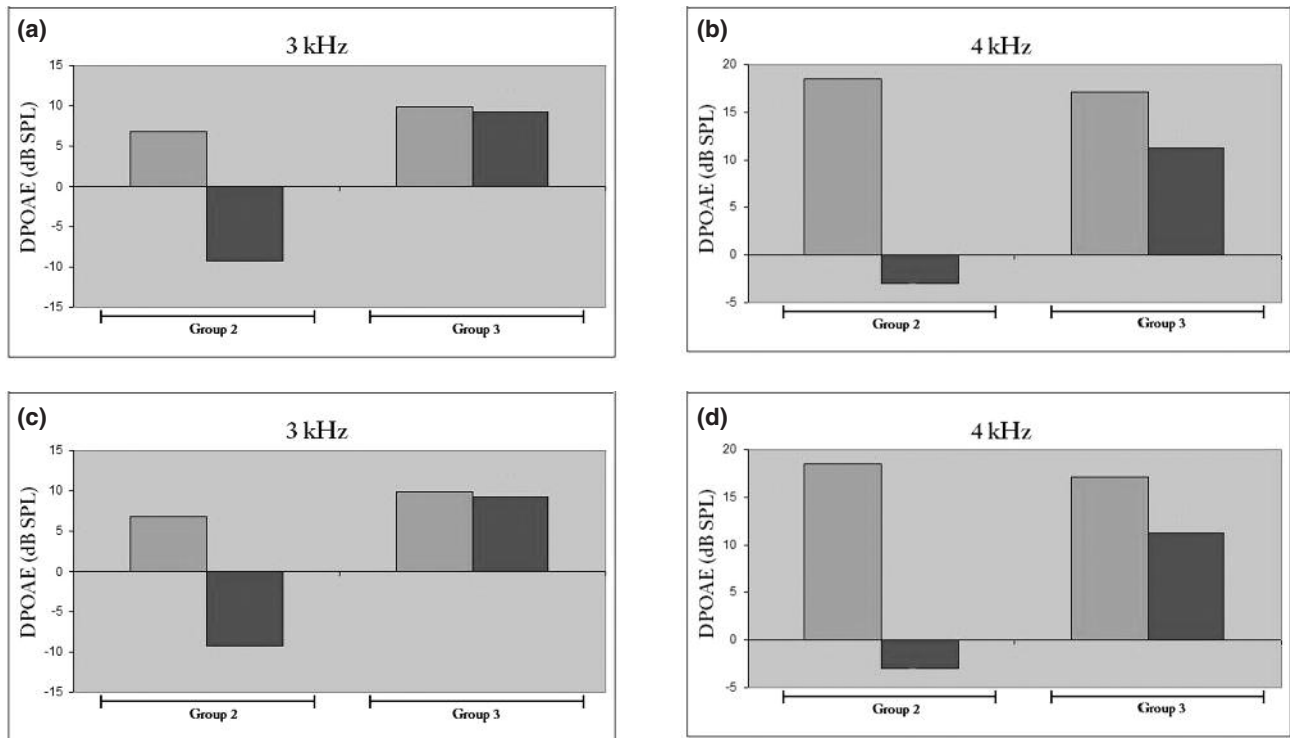 (a)
3 kHz
DPOAE (dB SPL)
15
10
5
0
-5
-10
-15
Group 2
Group 3
(b)
4 kHz
DPOAE (dB SPL)
20
15
10
5
0
-5
Group 2
Group 3
(c)
3 kHz
DPOAE (dB SPL)
15
10
5
0
-5
-10
-15
Group 2
Group 3
(d)
4 kHz
DPOAE (dB SPL)
20
15
10
5
0
-5
Group 2
Group 3